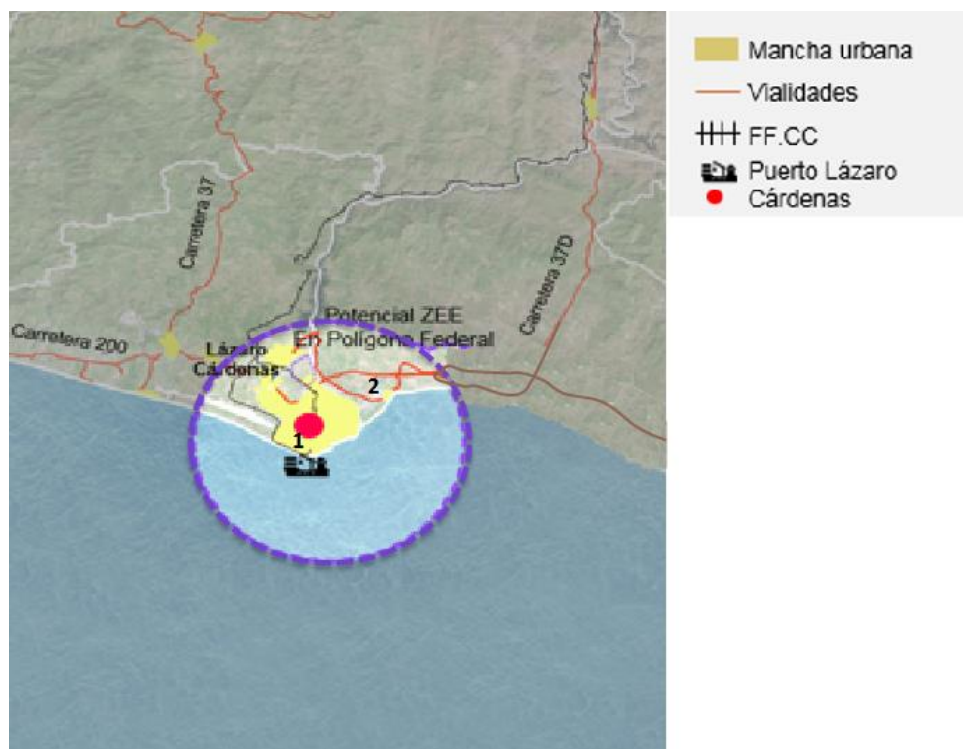 Carretera 37
Carretera 37D
Carretera 200
Potencial ZEE
En Polígono Federal
Lázaro
Cárdenas
2
1
Mancha urbana
Vialidades
FF.CC
Puerto Lázaro
Cárdenas